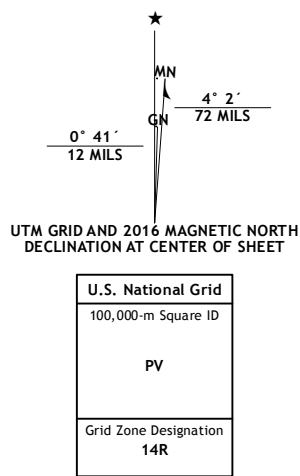 ★
MN
4° 2´
72 MILS
GN
0° 41´
12 MILS
UTM GRID AND 2016 MAGNETIC NORTH
DECLINATION AT CENTER OF SHEET
U.S. National Grid
100,000-m Square ID
PV
Grid Zone Designation
14R